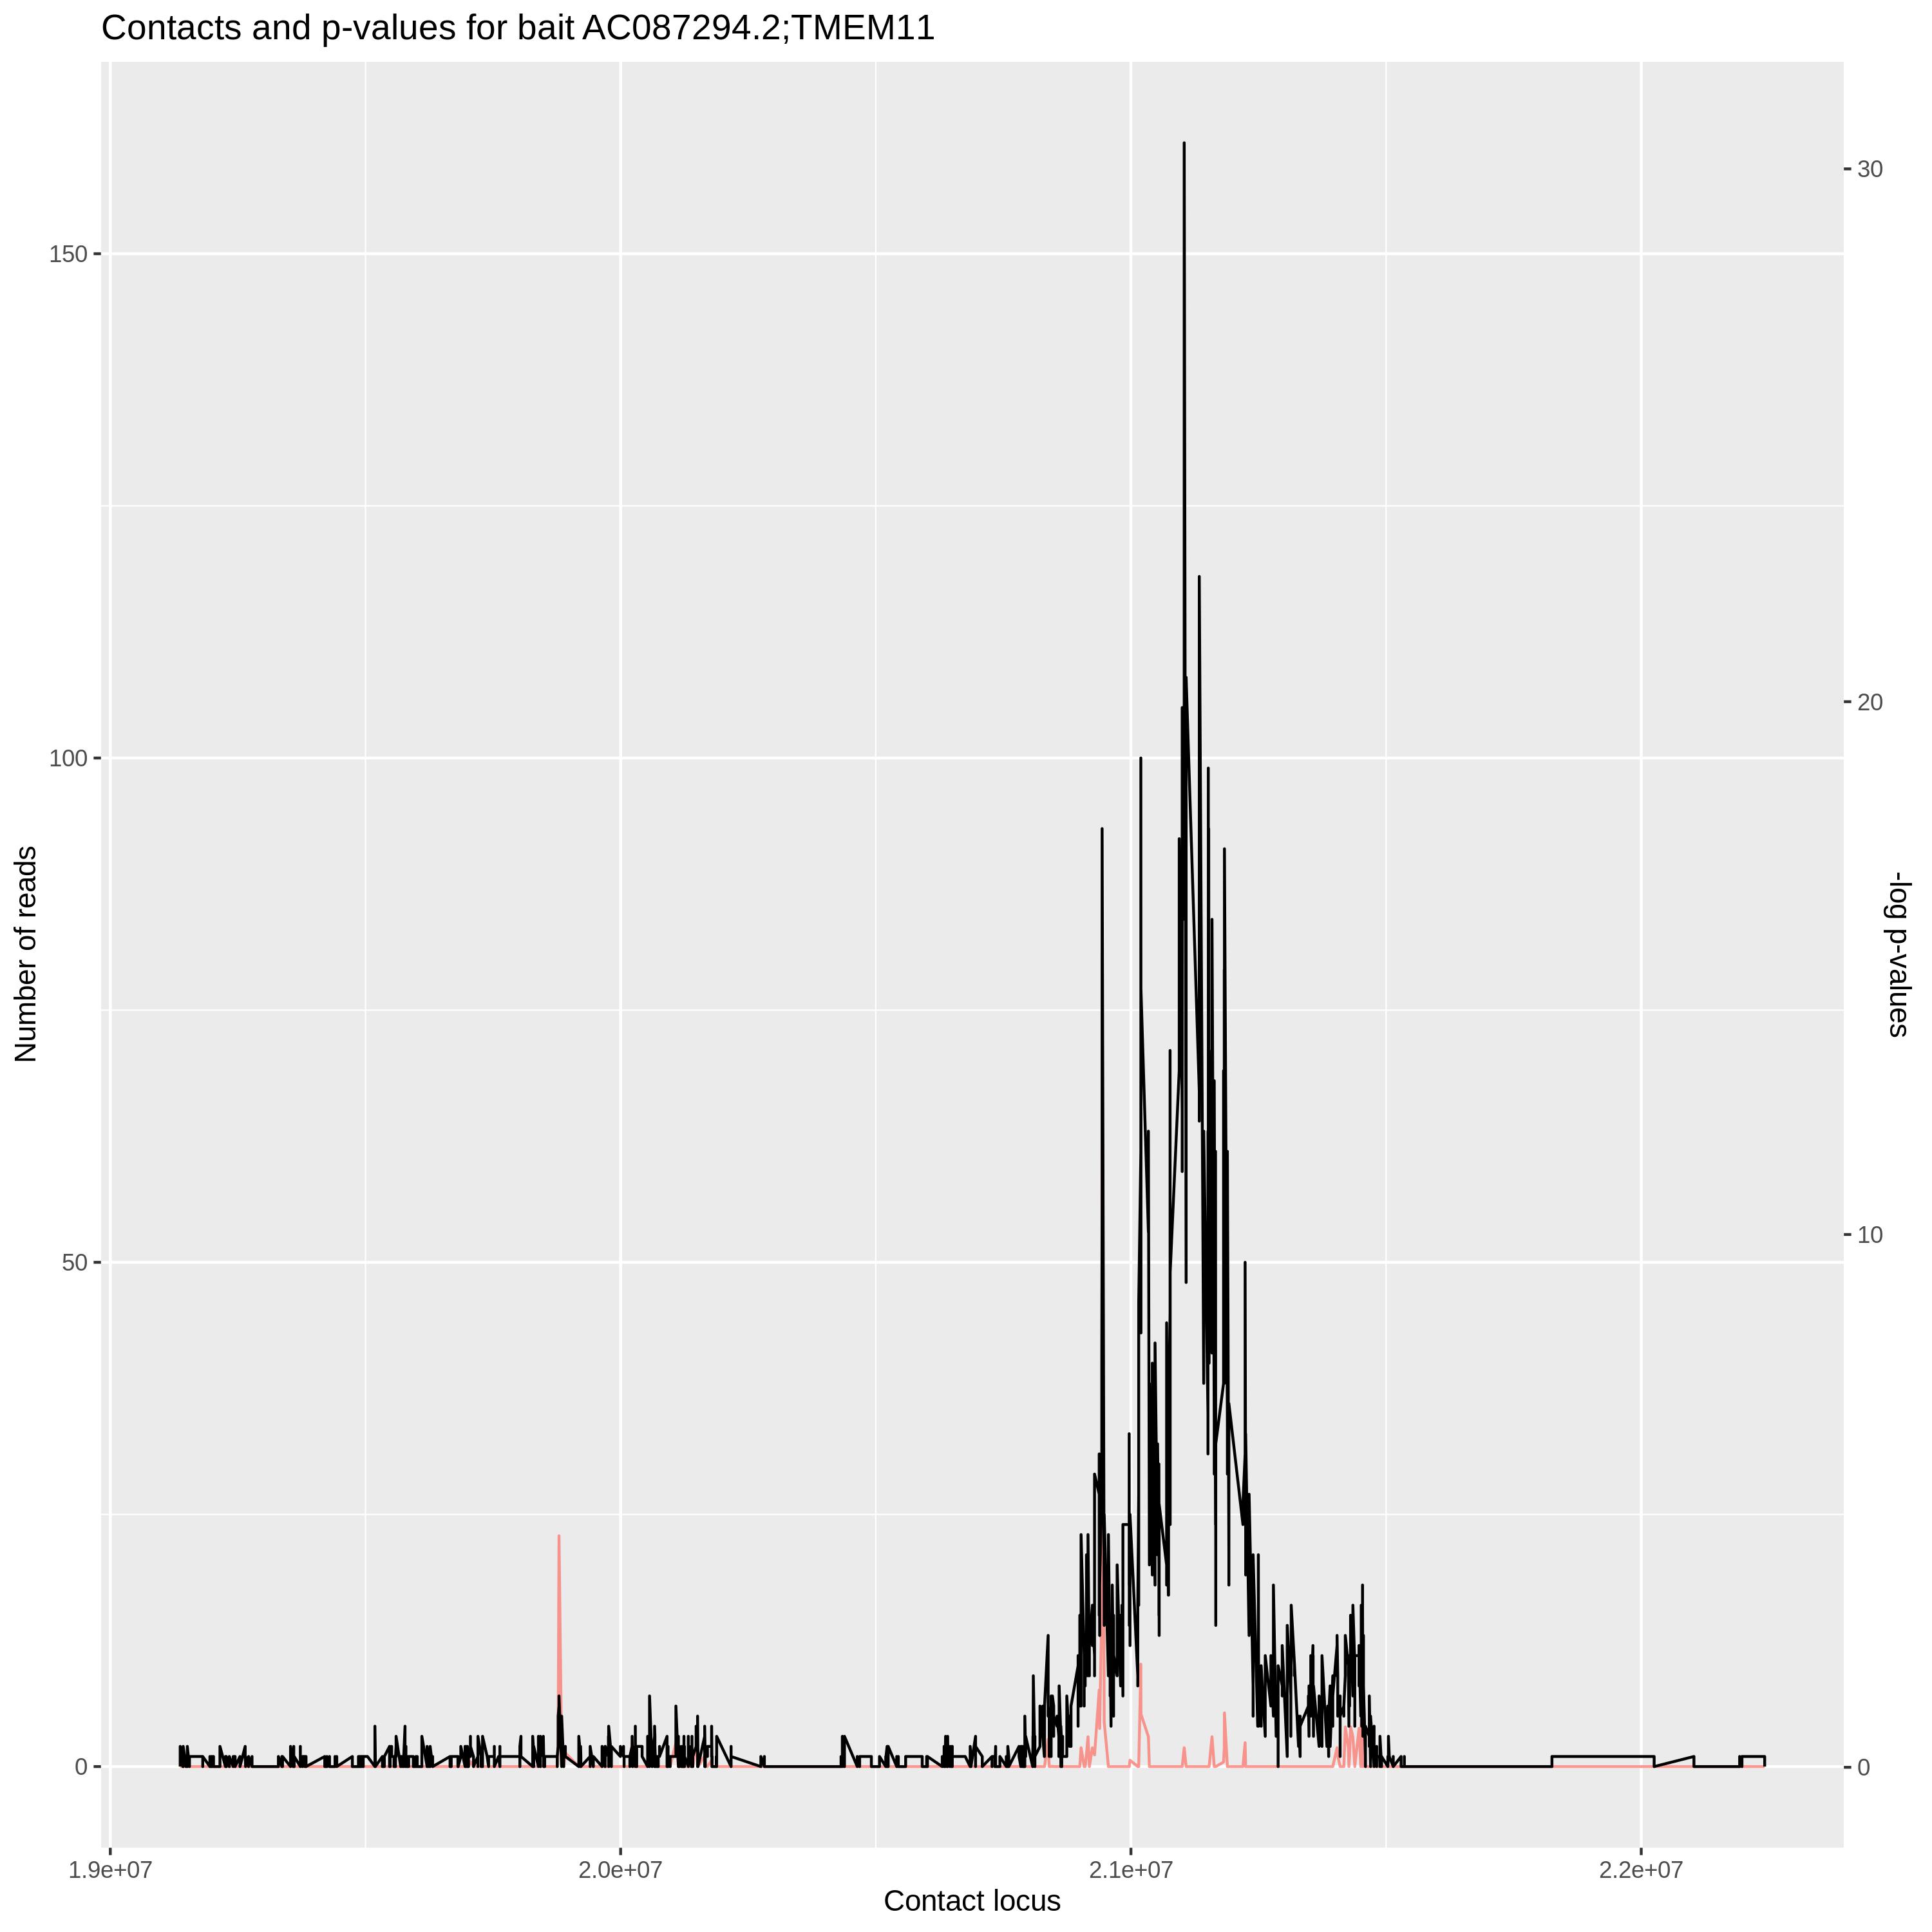 Contacts and p-values for bait AC087294.2;TMEM11
150
100
50
0
Number of reads
30
20
10
0
-log p-values
1.9e+07
2.0e+07
2.1e+07
2.2e+07
Contact locus